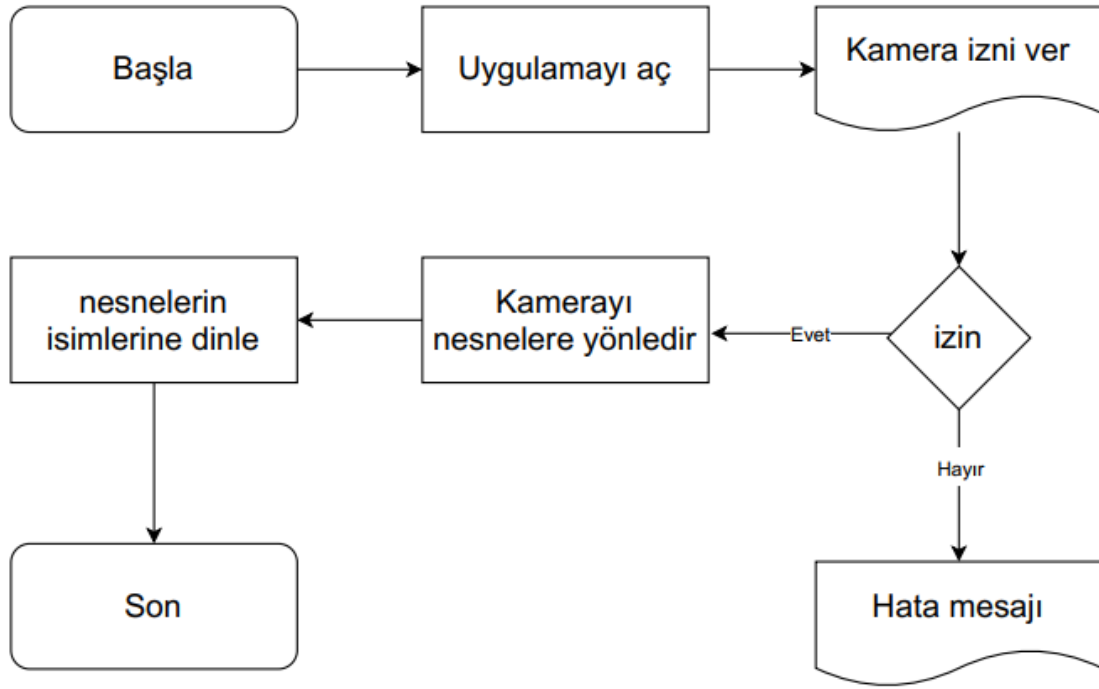 Başla
Uygulamayı aç
Kamera izni ver
nesnelerin
isimlerine dinle
Kamerayı
nesnelere yönledir
Evet
izin
Hayır
Son
Hata mesajı